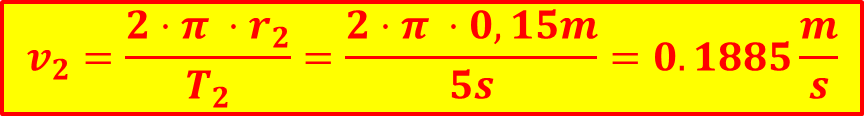 v₂ = (2 · π · r₂)/T₂ = (2 · π · 0,15m)/5s = 0.1885 m/s